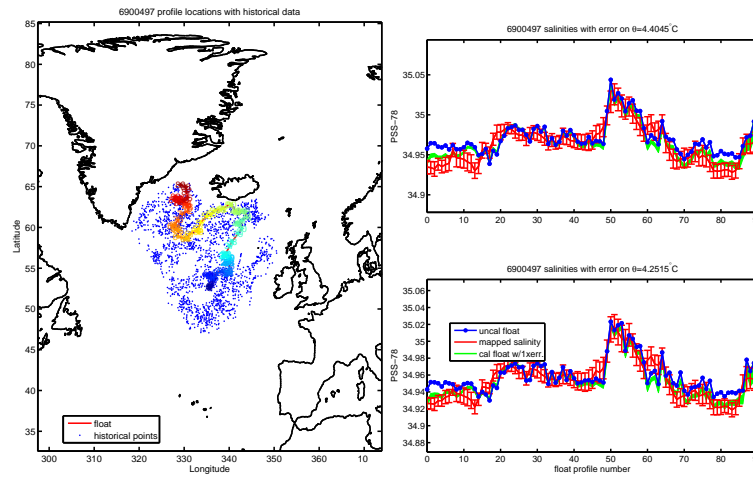 6900497 profile locations with historical data
85
80
75
70
65
60
55
50
45
40
35
Latitude
float
historical points
300 310 320 330 340 350 360
Longitude
6900497 salinities with error on θ=4.4045°C
35.05
35
34.95
34.9
PSS−78
0 10 20 30 40 50 60 70 80
6900497 salinities with error on θ=4.2515°C
35.06
35.02
35
34.98
34.96
34.94
34.92
34.9
34.88
PSS−78
uncal float
mapped salinity
cal float w/1xerr.
0 10 20 30 40 50 60 70 80
float profile number